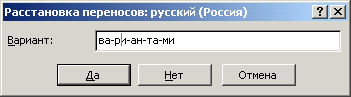 Расстановка переносов: русский (Россия)
Вариант: ва-ри-ан-та-ми
Да Нет Отмена